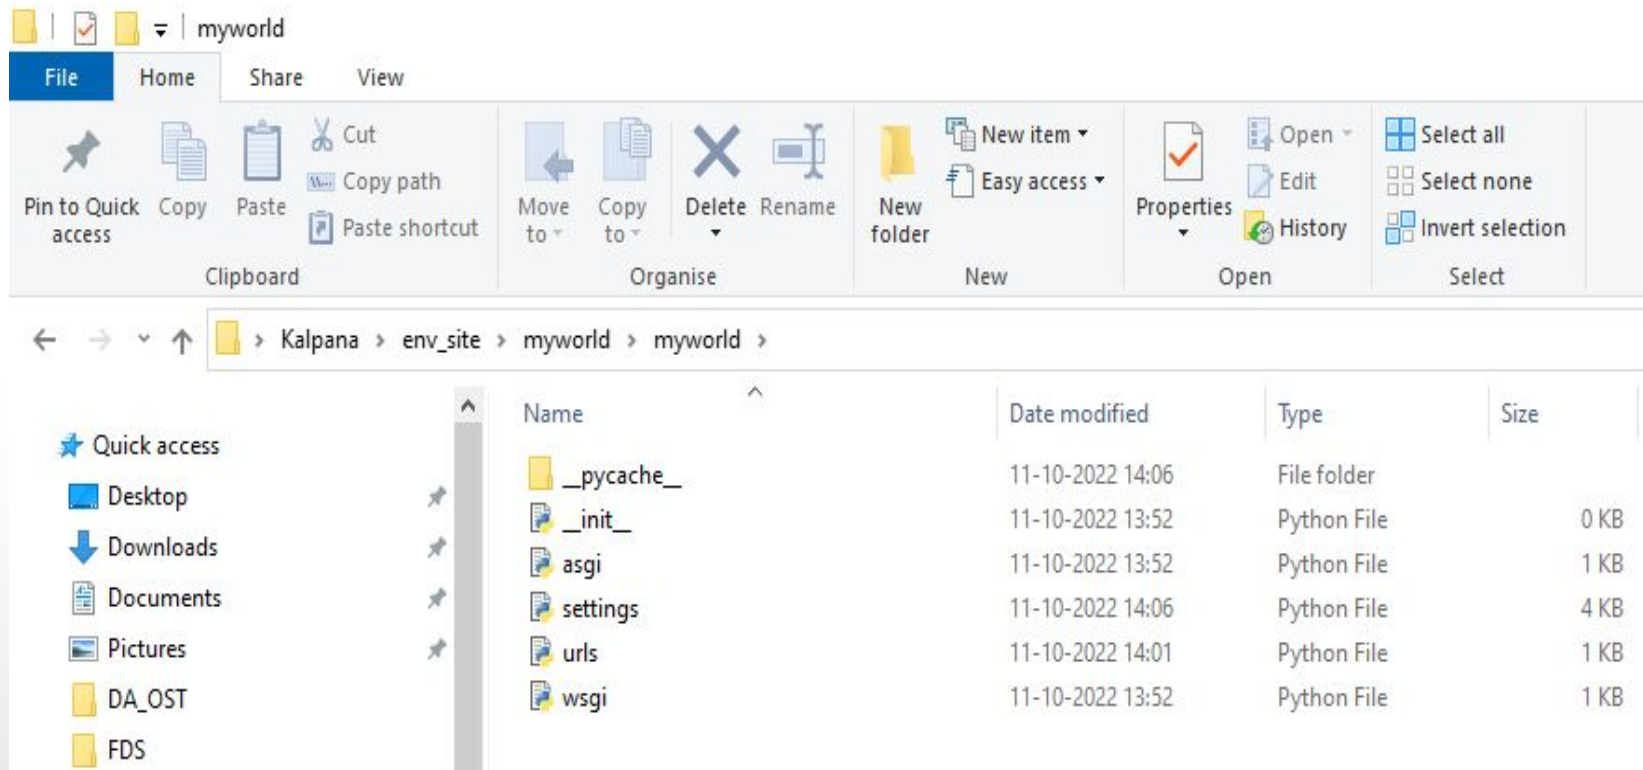 myworld
File Home Share View
Pin to Quick access Copy Paste Cut Copy path Paste shortcut
Clipboard
Move to Copy to Delete Rename
Organise
New folder New item Easy access
New
Properties Open Edit History
Open
Select all Select none Invert selection
Select
Kalpana > env_site > myworld > myworld >
Quick access
Desktop
Downloads
Documents
Pictures
DA_OST
FDS
Name Date modified Type Size
__pycache__ 11-10-2022 14:06 File folder
__init__ 11-10-2022 13:52 Python File 0 KB
asgi 11-10-2022 13:52 Python File 1 KB
settings 11-10-2022 14:06 Python File 4 KB
urls 11-10-2022 14:01 Python File 1 KB
wsgi 11-10-2022 13:52 Python File 1 KB